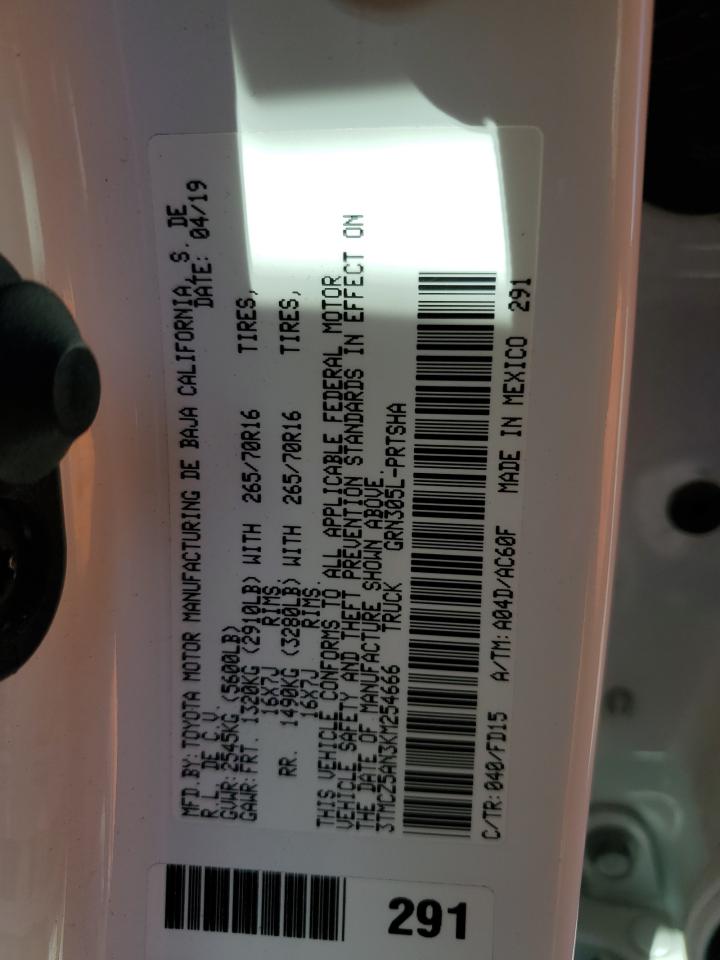 MFD.BY: TOYOTA MOTOR MANUFACTURING DE BAJA CALIFORNIA, S. DE
R.L. DE C.V. DATE: 04/19
GVWR: 2545KG (5600LB)
GAWR: FRT. 1320KG (2910LB) WITH 265/70R16 TIRES,
16X7J RIMS.
RR. 1490KG (3280LB) WITH 265/70R16 TIRES,
16X7J RIMS.
THIS VEHICLE CONFORMS TO ALL APPLICABLE FEDERAL MOTOR
VEHICLE SAFETY AND THEFT PREVENTION STANDARDS IN EFFECT ON
THE DATE OF MANUFACTURE SHOWN ABOVE.
3TMCZ5AN3KM254666 TRUCK GRN305L-PRTSHA
C/TR: 040/FD15 A/TM: A04D/AC60F MADE IN MEXICO 291
291